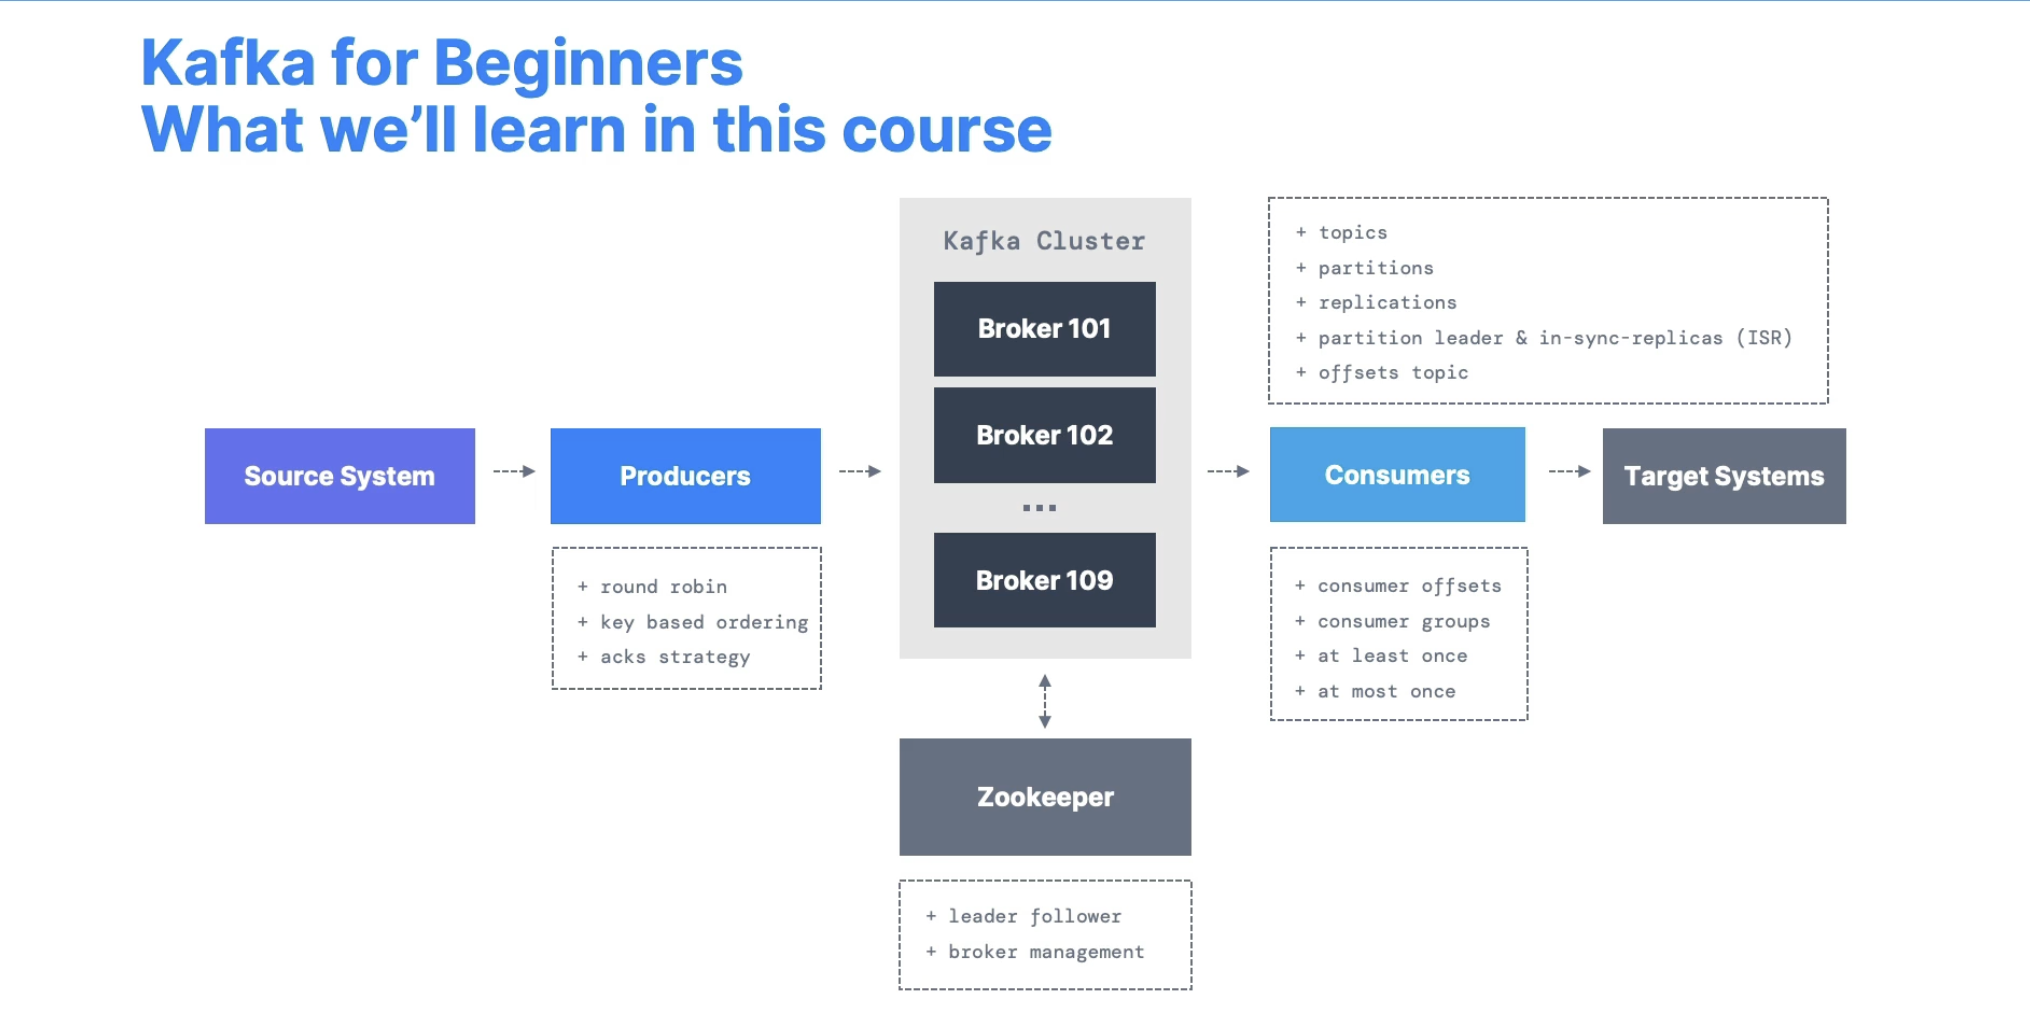 Kafka for Beginners
What we’ll learn in this course
Source System
Producers
+ round robin
+ key based ordering
+ acks strategy
Kafka Cluster
Broker 101
Broker 102
...
Broker 109
Zookeeper
+ leader follower
+ broker management
+ topics
+ partitions
+ replications
+ partition leader & in-sync-replicas (ISR)
+ offsets topic
Consumers
+ consumer offsets
+ consumer groups
+ at least once
+ at most once
Target Systems